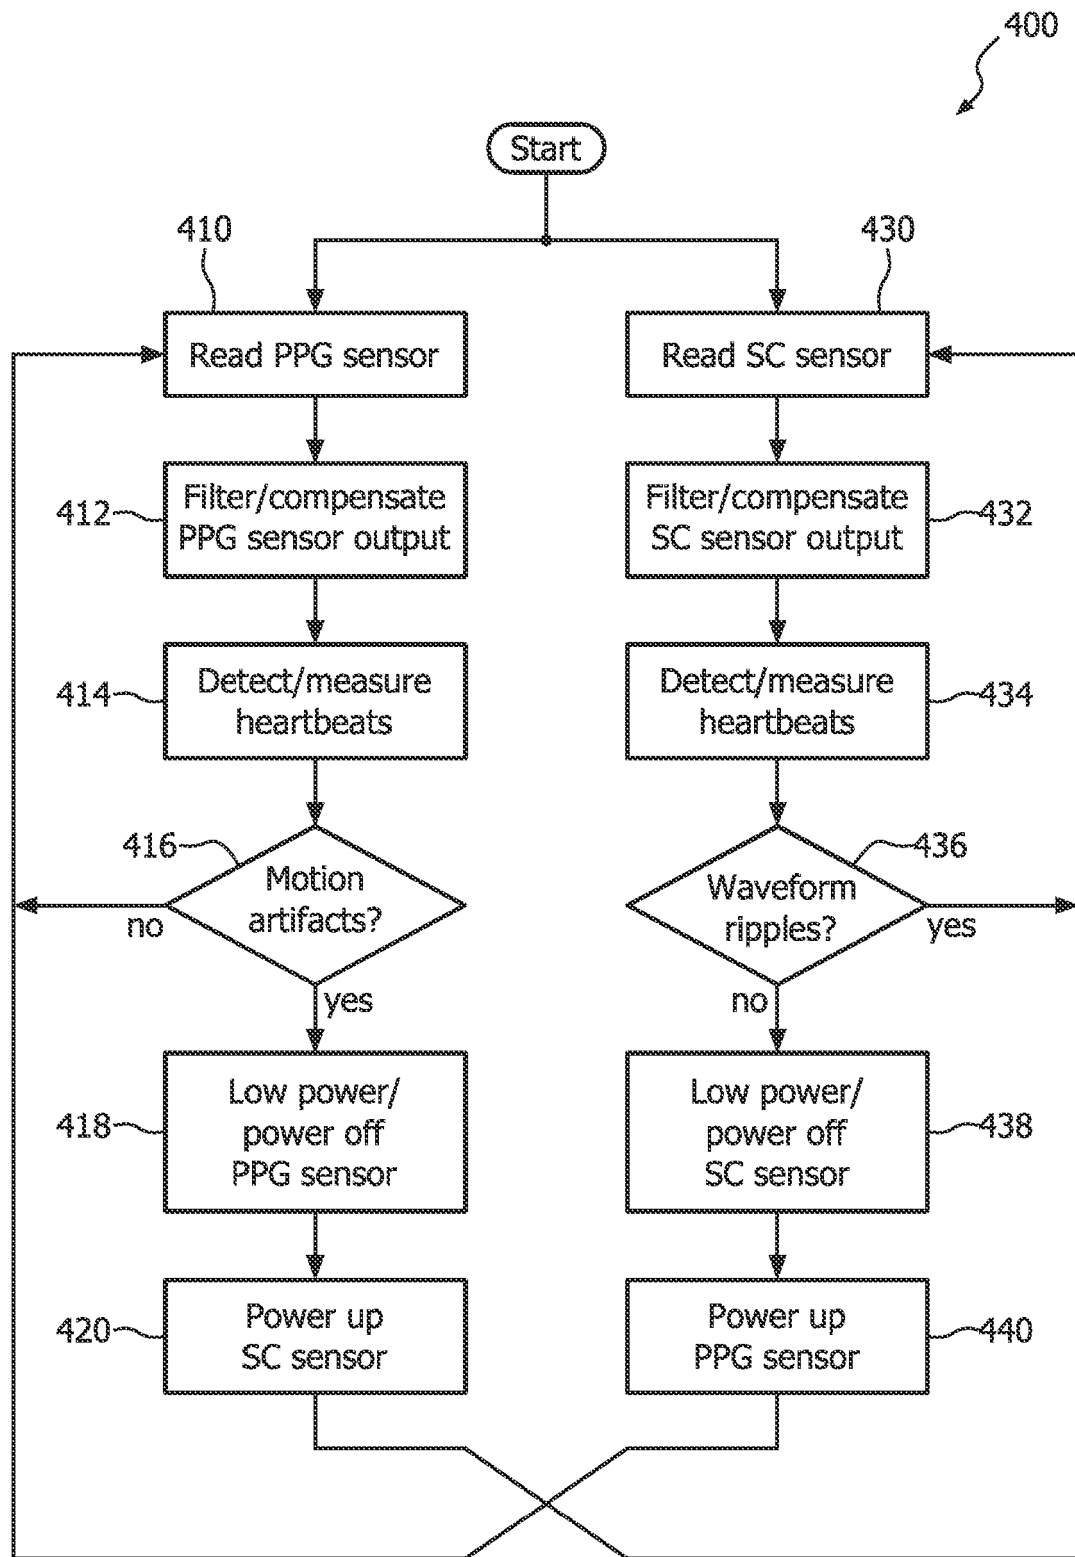 400
Start
410
430
Read PPG sensor
Read SC sensor
412
Filter/compensate
PPG sensor output
Filter/compensate
SC sensor output
432
414
Detect/measure
heartbeats
Detect/measure
heartbeats
434
416
Motion
artifacts?
no
yes
436
Waveform
ripples?
yes
no
418
Low power/
power off
PPG sensor
Low power/
power off
SC sensor
438
420
Power up
SC sensor
Power up
PPG sensor
440